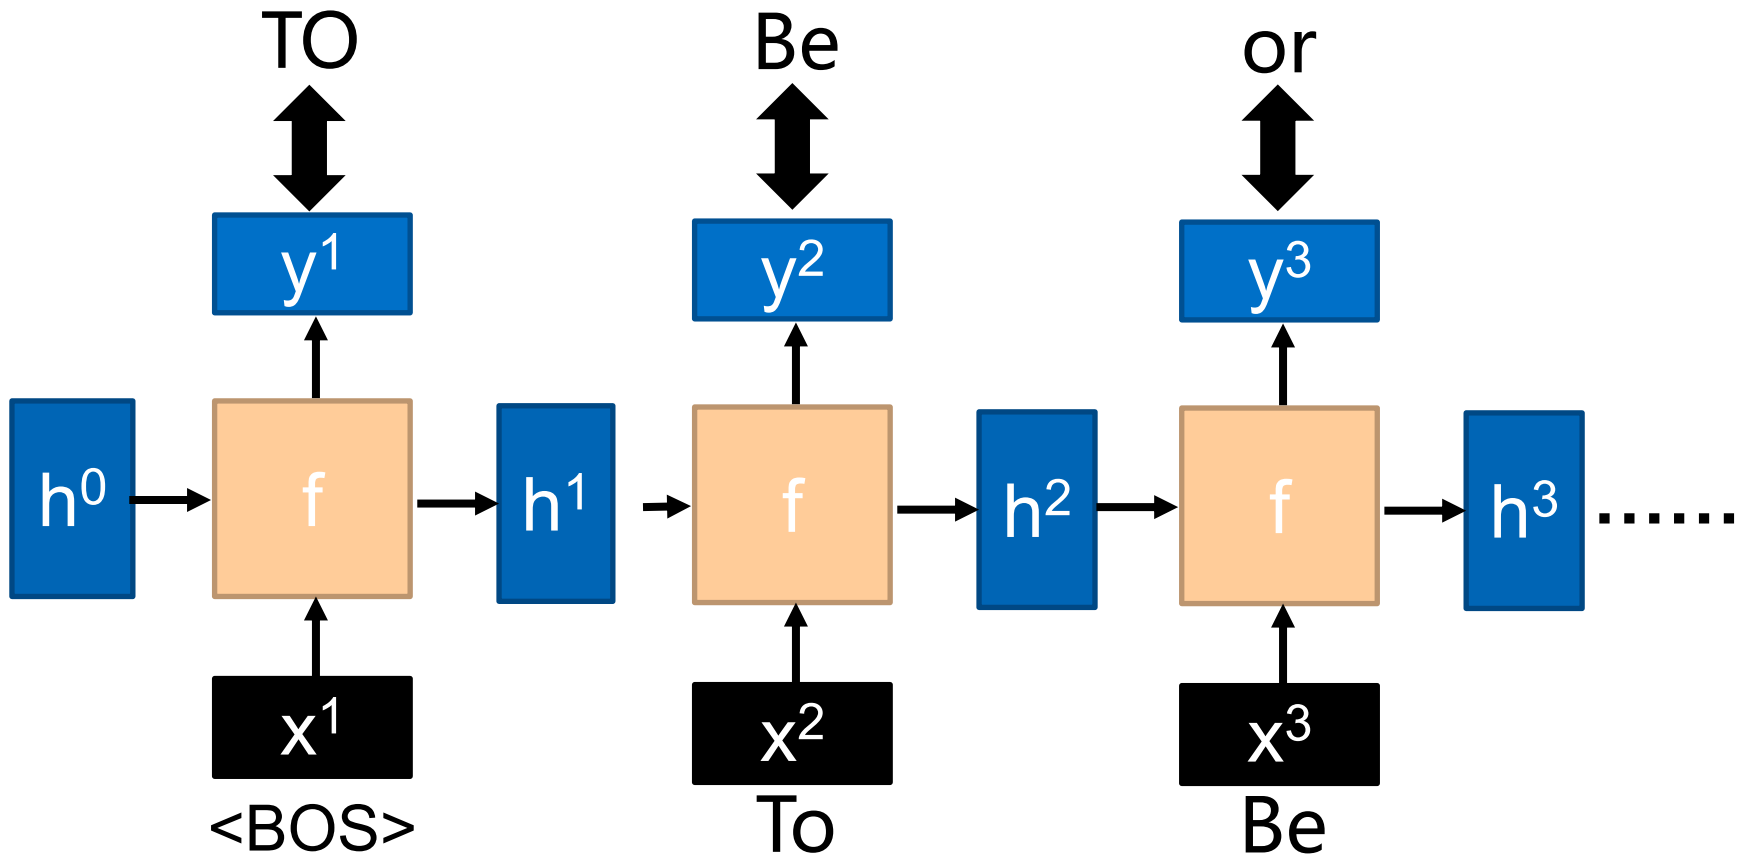 TO Be or
y1 y2 y3
h0 f h1 f h2 f h3 ......
x1 x2 x3
<BOS> To Be